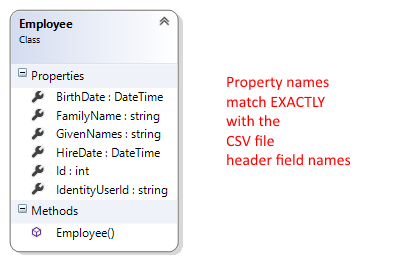 Employee
Class
Properties
BirthDate : DateTime
FamilyName : string
GivenNames : string
HireDate : DateTime
Id : int
IdentityUserId : string
Methods
Employee()
Property names
match EXACTLY
with the
CSV file
header field names